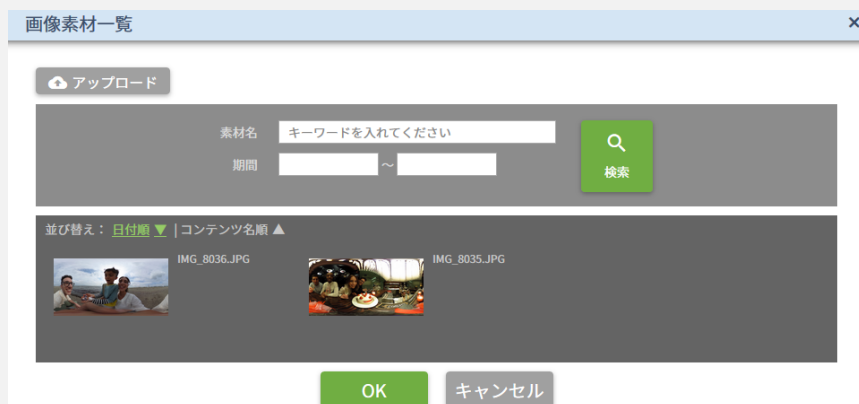 画像素材一覧
×
アップロード
素材名 キーワードを入れてください
期間 ～
検索
並び替え： 日付順 ▼ | コンテンツ名順 ▲
IMG_8036.JPG IMG_8035.JPG
OK キャンセル